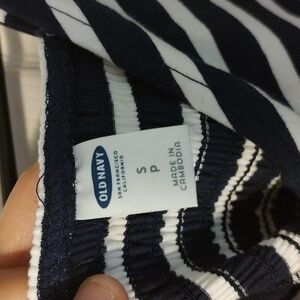 OLD NAVY
SAN FRANCISCO
CALIFORNIA
S
P
MADE IN
CAMBODIA